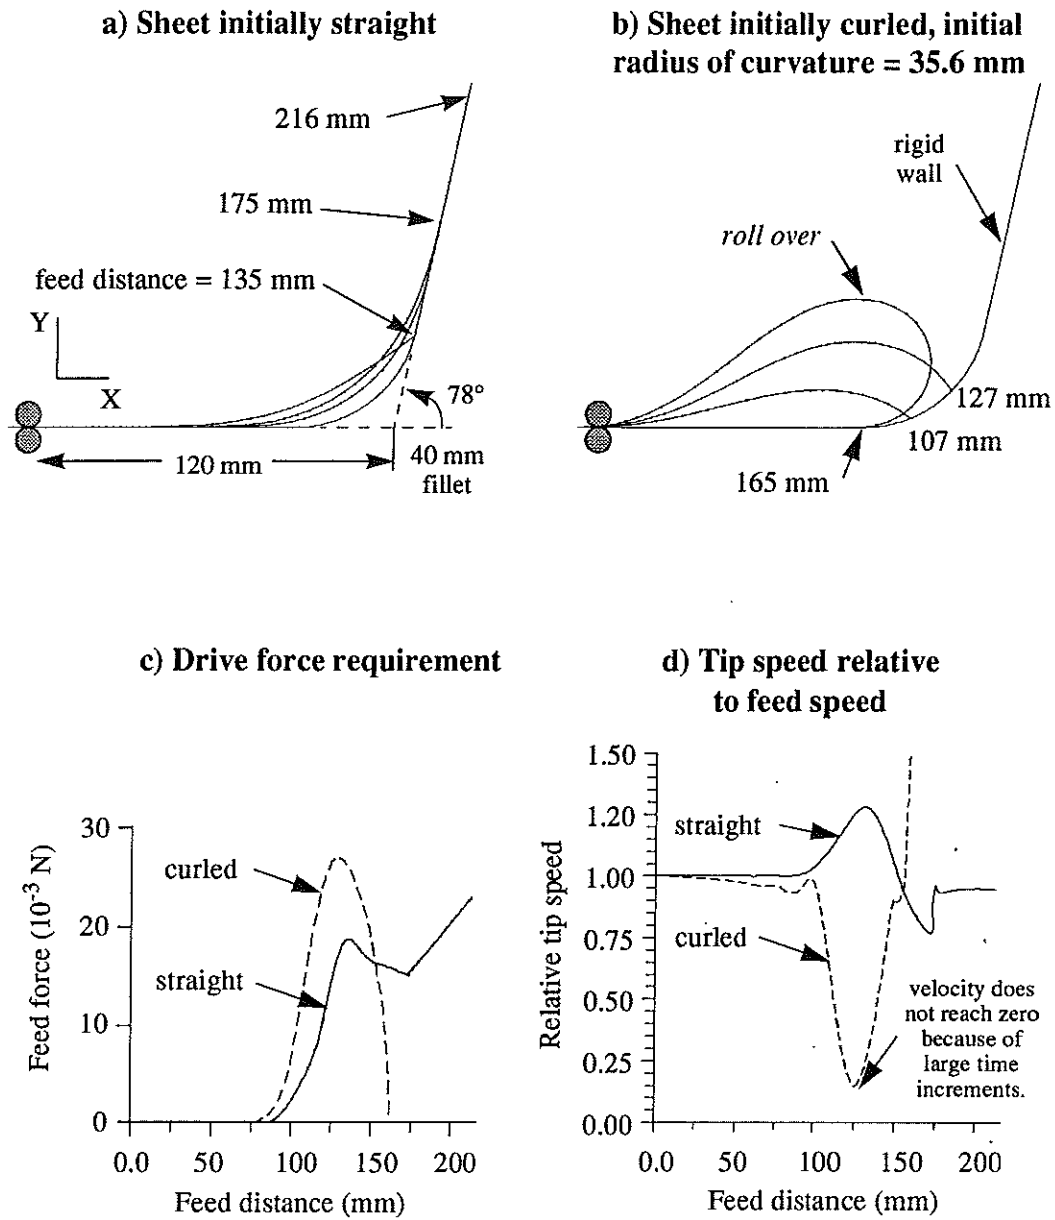 a) Sheet initially straight
216 mm
175 mm
feed distance = 135 mm
Y
X
78°
120 mm
40 mm
fillet
b) Sheet initially curled, initial
radius of curvature = 35.6 mm
rigid
wall
roll over
127 mm
107 mm
165 mm
c) Drive force requirement
30
20
10
0
Feed force (10⁻³ N)
curled
straight
0.0 50 100 150 200
Feed distance (mm)
d) Tip speed relative
to feed speed
1.50
1.20
1.00
0.75
0.50
0.25
0.00
Relative tip speed
straight
curled
velocity does
not reach zero
because of
large time
increments.
0.0 50 100 150 200
Feed distance (mm)